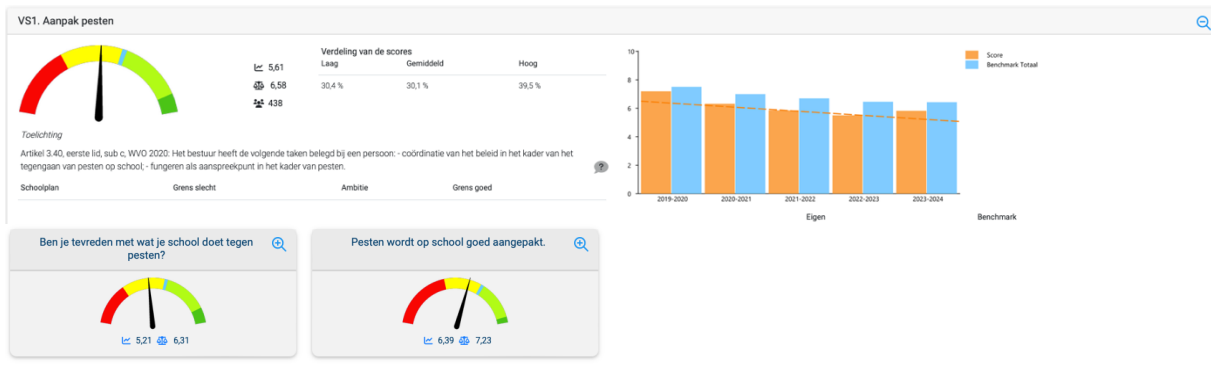 VS1. Aanpak pesten
5,61
6,58
438
Verdeling van de scores
Laag Gemiddeld Hoog
30,4 % 30,1 % 39,5 %
Toelichting
Artikel 3.40, eerste lid, sub c, WVO 2020: Het bestuur heeft de volgende taken belegd bij een persoon: - coördinatie van het beleid in het kader van het
tegengaan van pesten op school; - fungeren als aanspreekpunt in het kader van pesten.
?
Schoolplan Grens slecht Ambitie Grens goed
10
8
6
4
2
0
2019-2020 2020-2021 2021-2022 2022-2023 2023-2024
Score
Benchmark Totaal
Eigen Benchmark
Ben je tevreden met wat je school doet tegen
pesten?
5,21 6,31
Pesten wordt op school goed aangepakt.
6,39 7,23